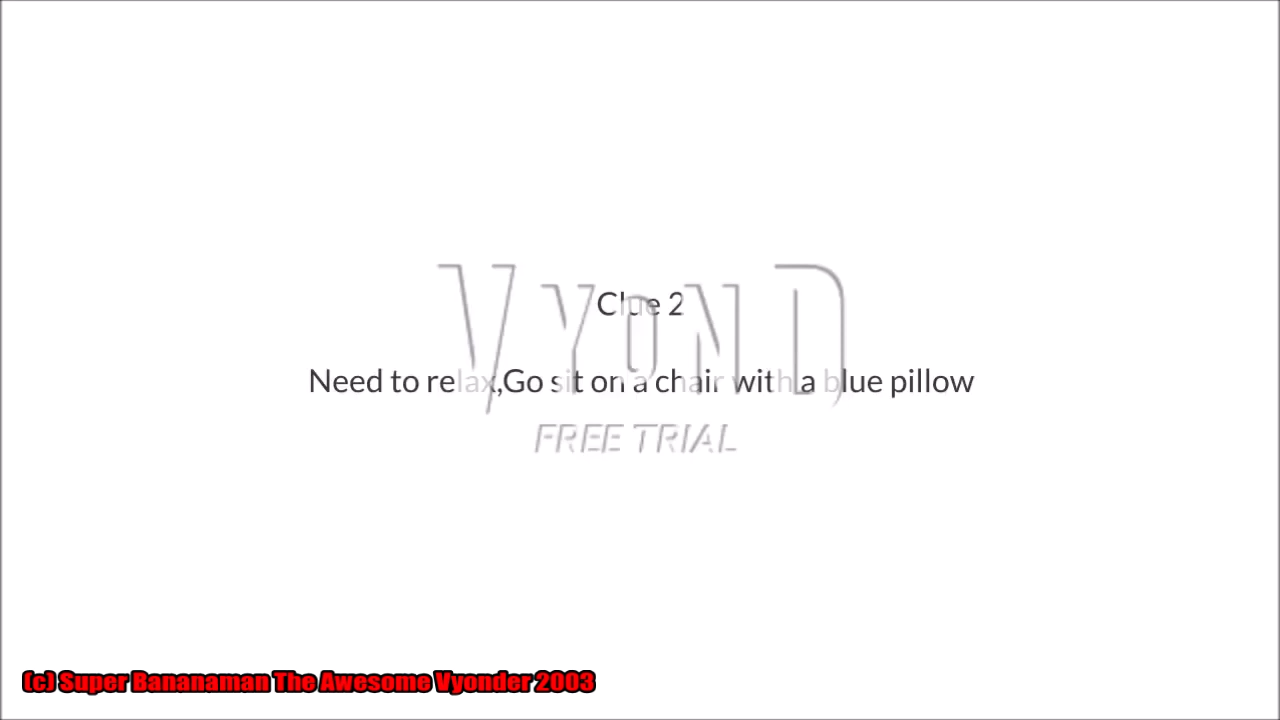 Clue 2
Need to relax,Go sit on a chair with a blue pillow
VYOND
FREE TRIAL
(c) Super Bananaman The Awesome Vyonder 2003